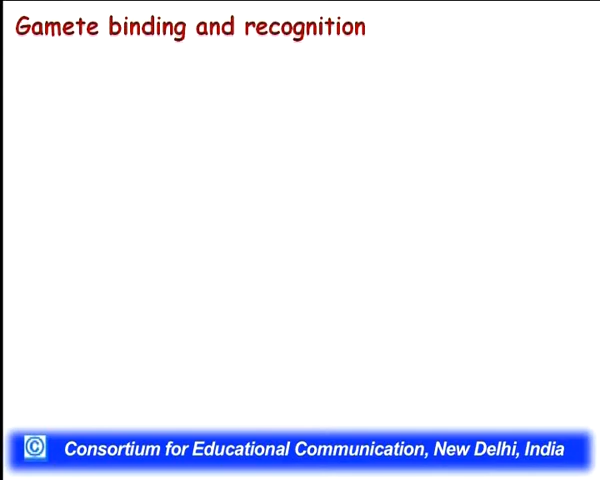 Gamete binding and recognition
© Consortium for Educational Communication, New Delhi, India